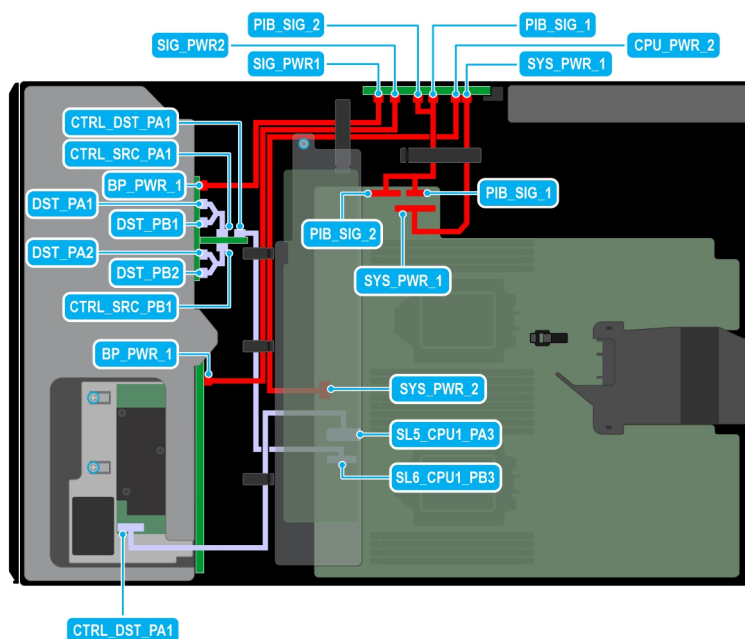 PIB_SIG_2
PIB_SIG_1
SIG_PWR2
CPU_PWR_2
SIG_PWR1
SYS_PWR_1
CTRL_DST_PA1
CTRL_SRC_PA1
BP_PWR_1
DST_PA1
PIB_SIG_1
DST_PB1
PIB_SIG_2
DST_PA2
DST_PB2
SYS_PWR_1
CTRL_SRC_PB1
BP_PWR_1
SYS_PWR_2
SL5_CPU1_PA3
SL6_CPU1_PB3
CTRL_DST_PA1